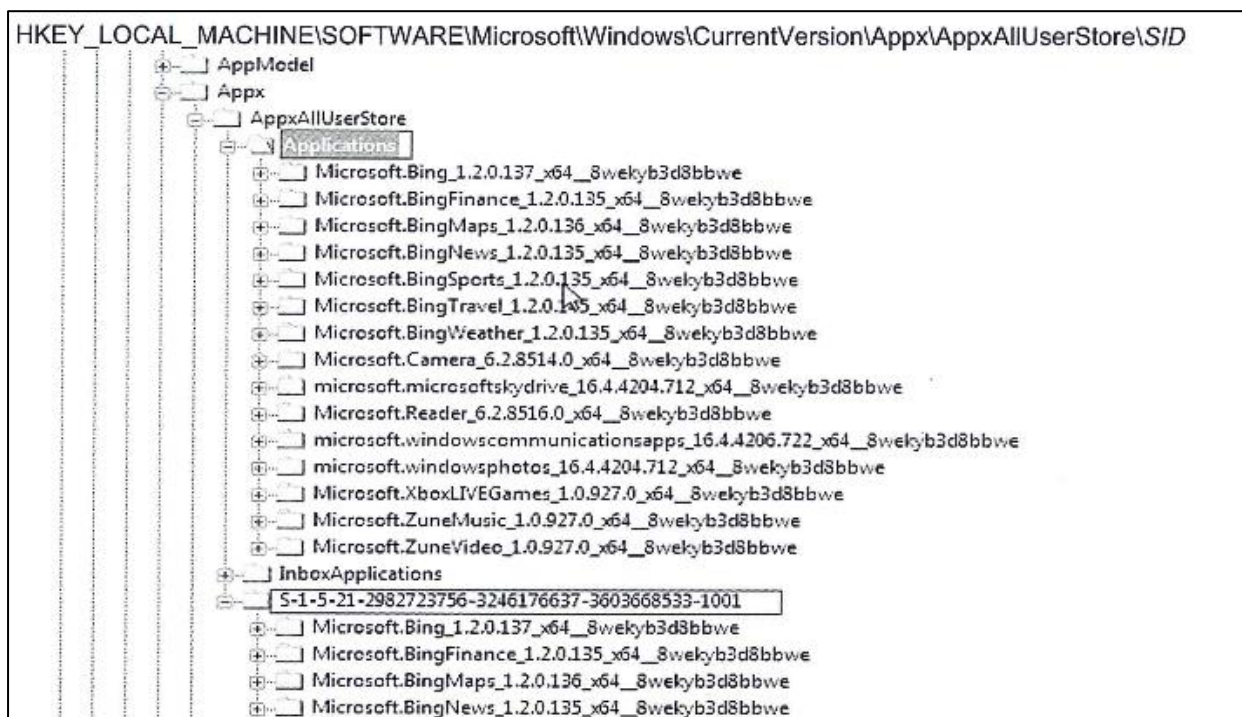 HKEY_LOCAL_MACHINE\SOFTWARE\Microsoft\Windows\CurrentVersion\Appx\AppxAllUserStore\SID
AppModel
Appx
AppxAllUserStore
Applications
Microsoft.Bing_1.2.0.137_x64__8wekyb3d8bbwe
Microsoft.BingFinance_1.2.0.135_x64__8wekyb3d8bbwe
Microsoft.BingMaps_1.2.0.136_x64__8wekyb3d8bbwe
Microsoft.BingNews_1.2.0.135_x64__8wekyb3d8bbwe
Microsoft.BingSports_1.2.0.135_x64__8wekyb3d8bbwe
Microsoft.BingTravel_1.2.0.145_x64__8wekyb3d8bbwe
Microsoft.BingWeather_1.2.0.135_x64__8wekyb3d8bbwe
Microsoft.Camera_6.2.8514.0_x64__8wekyb3d8bbwe
microsoft.microsoftskydrive_16.4.4204.712_x64__8wekyb3d8bbwe
Microsoft.Reader_6.2.8516.0_x64__8wekyb3d8bbwe
microsoft.windowscommunicationsapps_16.4.4206.722_x64__8wekyb3d8bbwe
microsoft.windowsphotos_16.4.4204.712_x64__8wekyb3d8bbwe
Microsoft.XboxLIVEGames_1.0.927.0_x64__8wekyb3d8bbwe
Microsoft.ZuneMusic_1.0.927.0_x64__8wekyb3d8bbwe
Microsoft.ZuneVideo_1.0.927.0_x64__8wekyb3d8bbwe
InboxApplications
S-1-5-21-2982723756-3246176637-3603668533-1001
Microsoft.Bing_1.2.0.137_x64__8wekyb3d8bbwe
Microsoft.BingFinance_1.2.0.135_x64__8wekyb3d8bbwe
Microsoft.BingMaps_1.2.0.136_x64__8wekyb3d8bbwe
Microsoft.BingNews_1.2.0.135_x64__8wekyb3d8bbwe